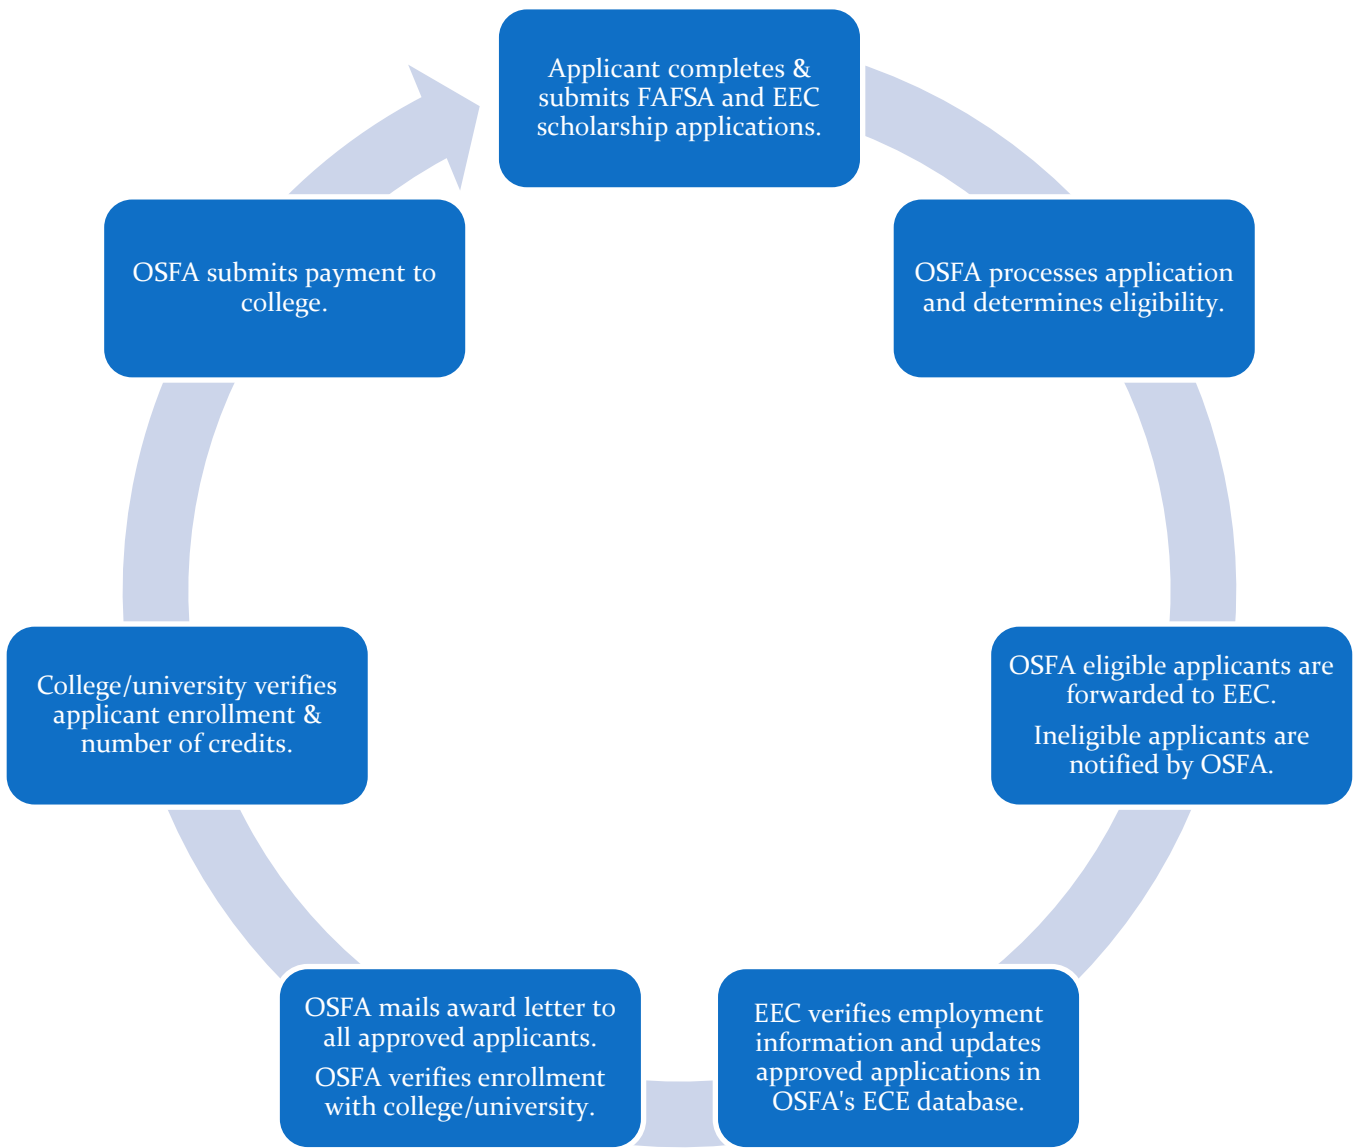 Applicant completes &
submits FAFSA and EEC
scholarship applications.
OSFA processes application
and determines eligibility.
OSFA eligible applicants are
forwarded to EEC.
Ineligible applicants are
notified by OSFA.
EEC verifies employment
information and updates
approved applications in
OSFA's ECE database.
OSFA mails award letter to
all approved applicants.
OSFA verifies enrollment
with college/university.
College/university verifies
applicant enrollment &
number of credits.
OSFA submits payment to
college.